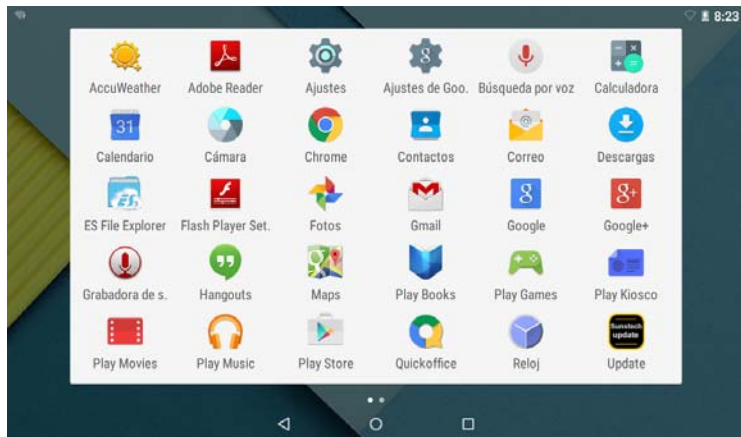 8:23
AccuWeather Adobe Reader Ajustes Ajustes de Goo. Búsqueda por voz Calculadora
31
Calendario Cámara Chrome Contactos Correo Descargas
ES File Explorer Flash Player Set. Fotos Gmail Google Google+
Grabadora de s. Hangouts Maps Play Books Play Games Play Kiosco
Sunstech
update
Play Movies Play Music Play Store Quickoffice Reloj Update